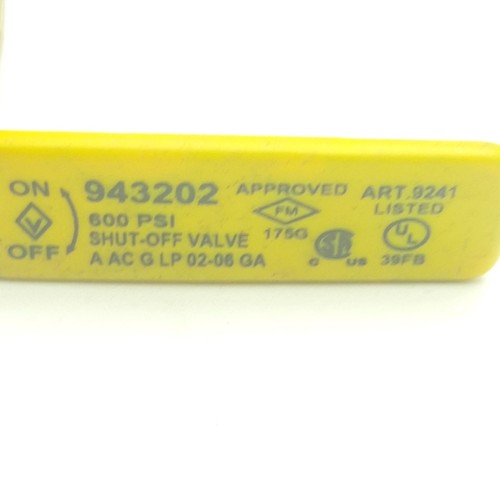 ON 943202 APPROVED ART.9241
V 600 PSI FM LISTED
OFF SHUT-OFF VALVE 175G SA UL
A AC G LP 02-06 GA C US 39FB